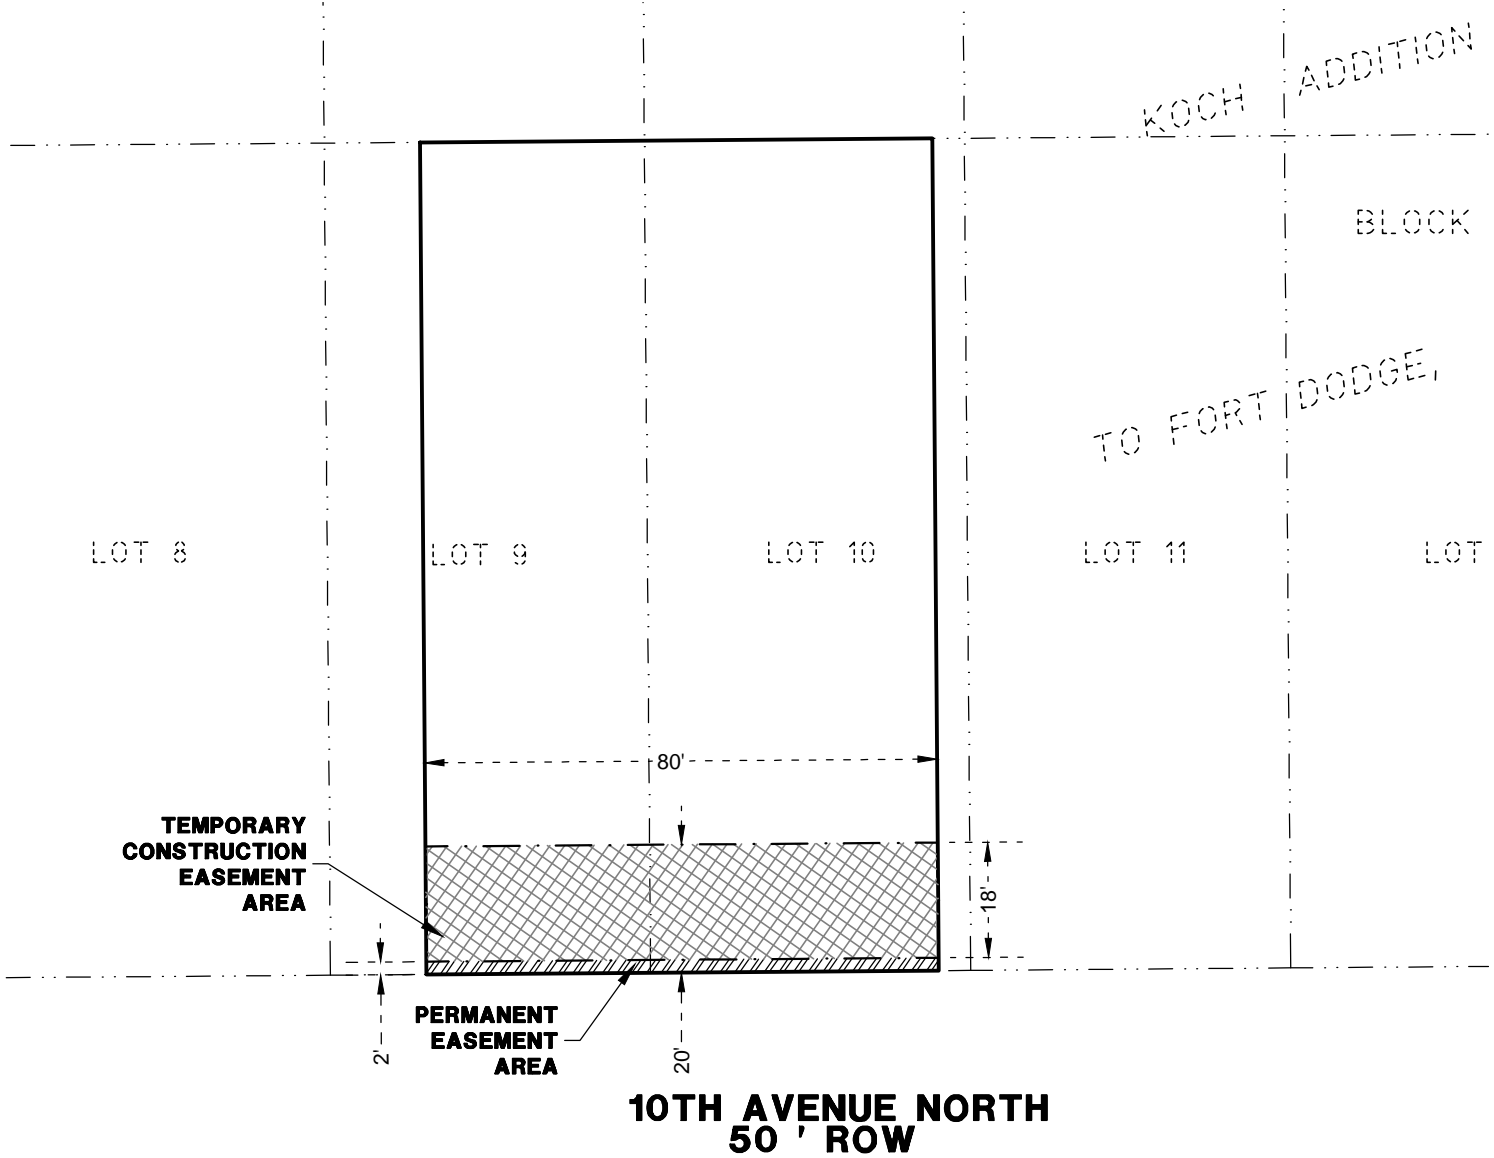 KOCH ADDITION
BLOCK
TO FORT DODGE,
LOT 8
LOT 9
LOT 10
LOT 11
LOT
80'
TEMPORARY
CONSTRUCTION
EASEMENT
AREA
18'
PERMANENT
EASEMENT
AREA
2'
20'
10TH AVENUE NORTH
50 ' ROW